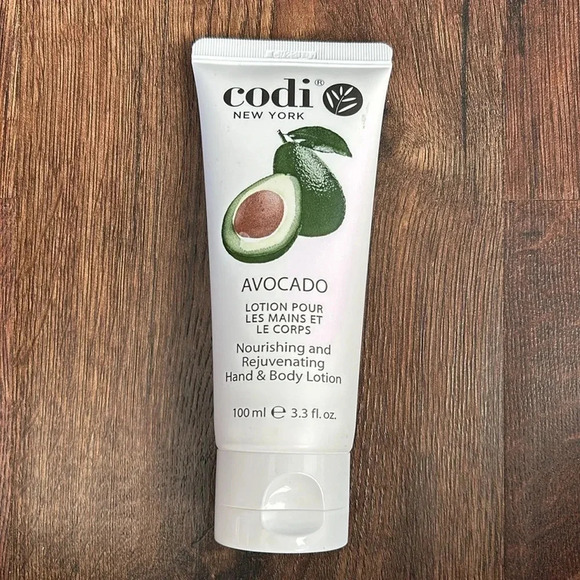 codi®
NEW YORK
AVOCADO
LOTION POUR
LES MAINS ET
LE CORPS
Nourishing and
Rejuvenating
Hand & Body Lotion
100 ml ℮ 3.3 fl. oz.